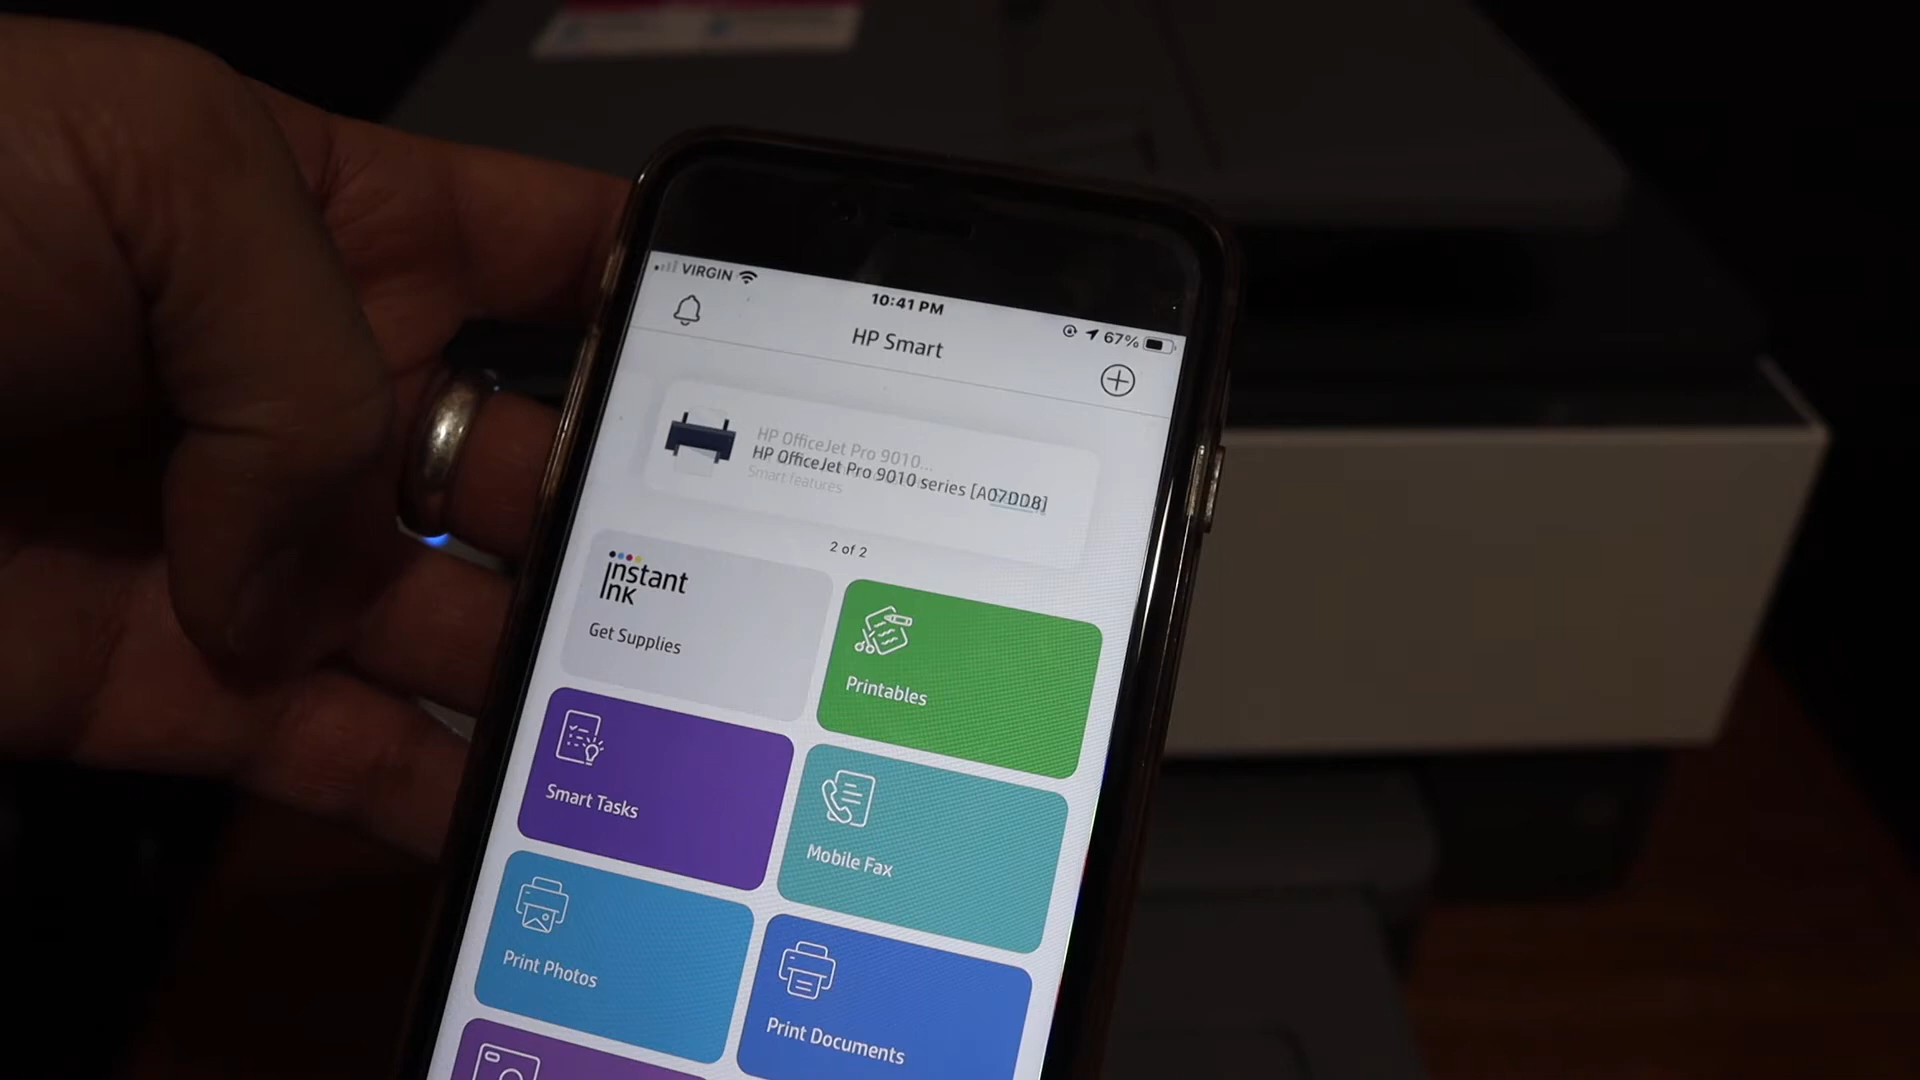 VIRGIN
10:41 PM
67%
HP Smart
HP OfficeJet Pro 9010...
HP OfficeJet Pro 9010 series [A07DD8]
Smart features
2 of 2
instant
ink
Get Supplies
Printables
Smart Tasks
Mobile Fax
Print Photos
Print Documents